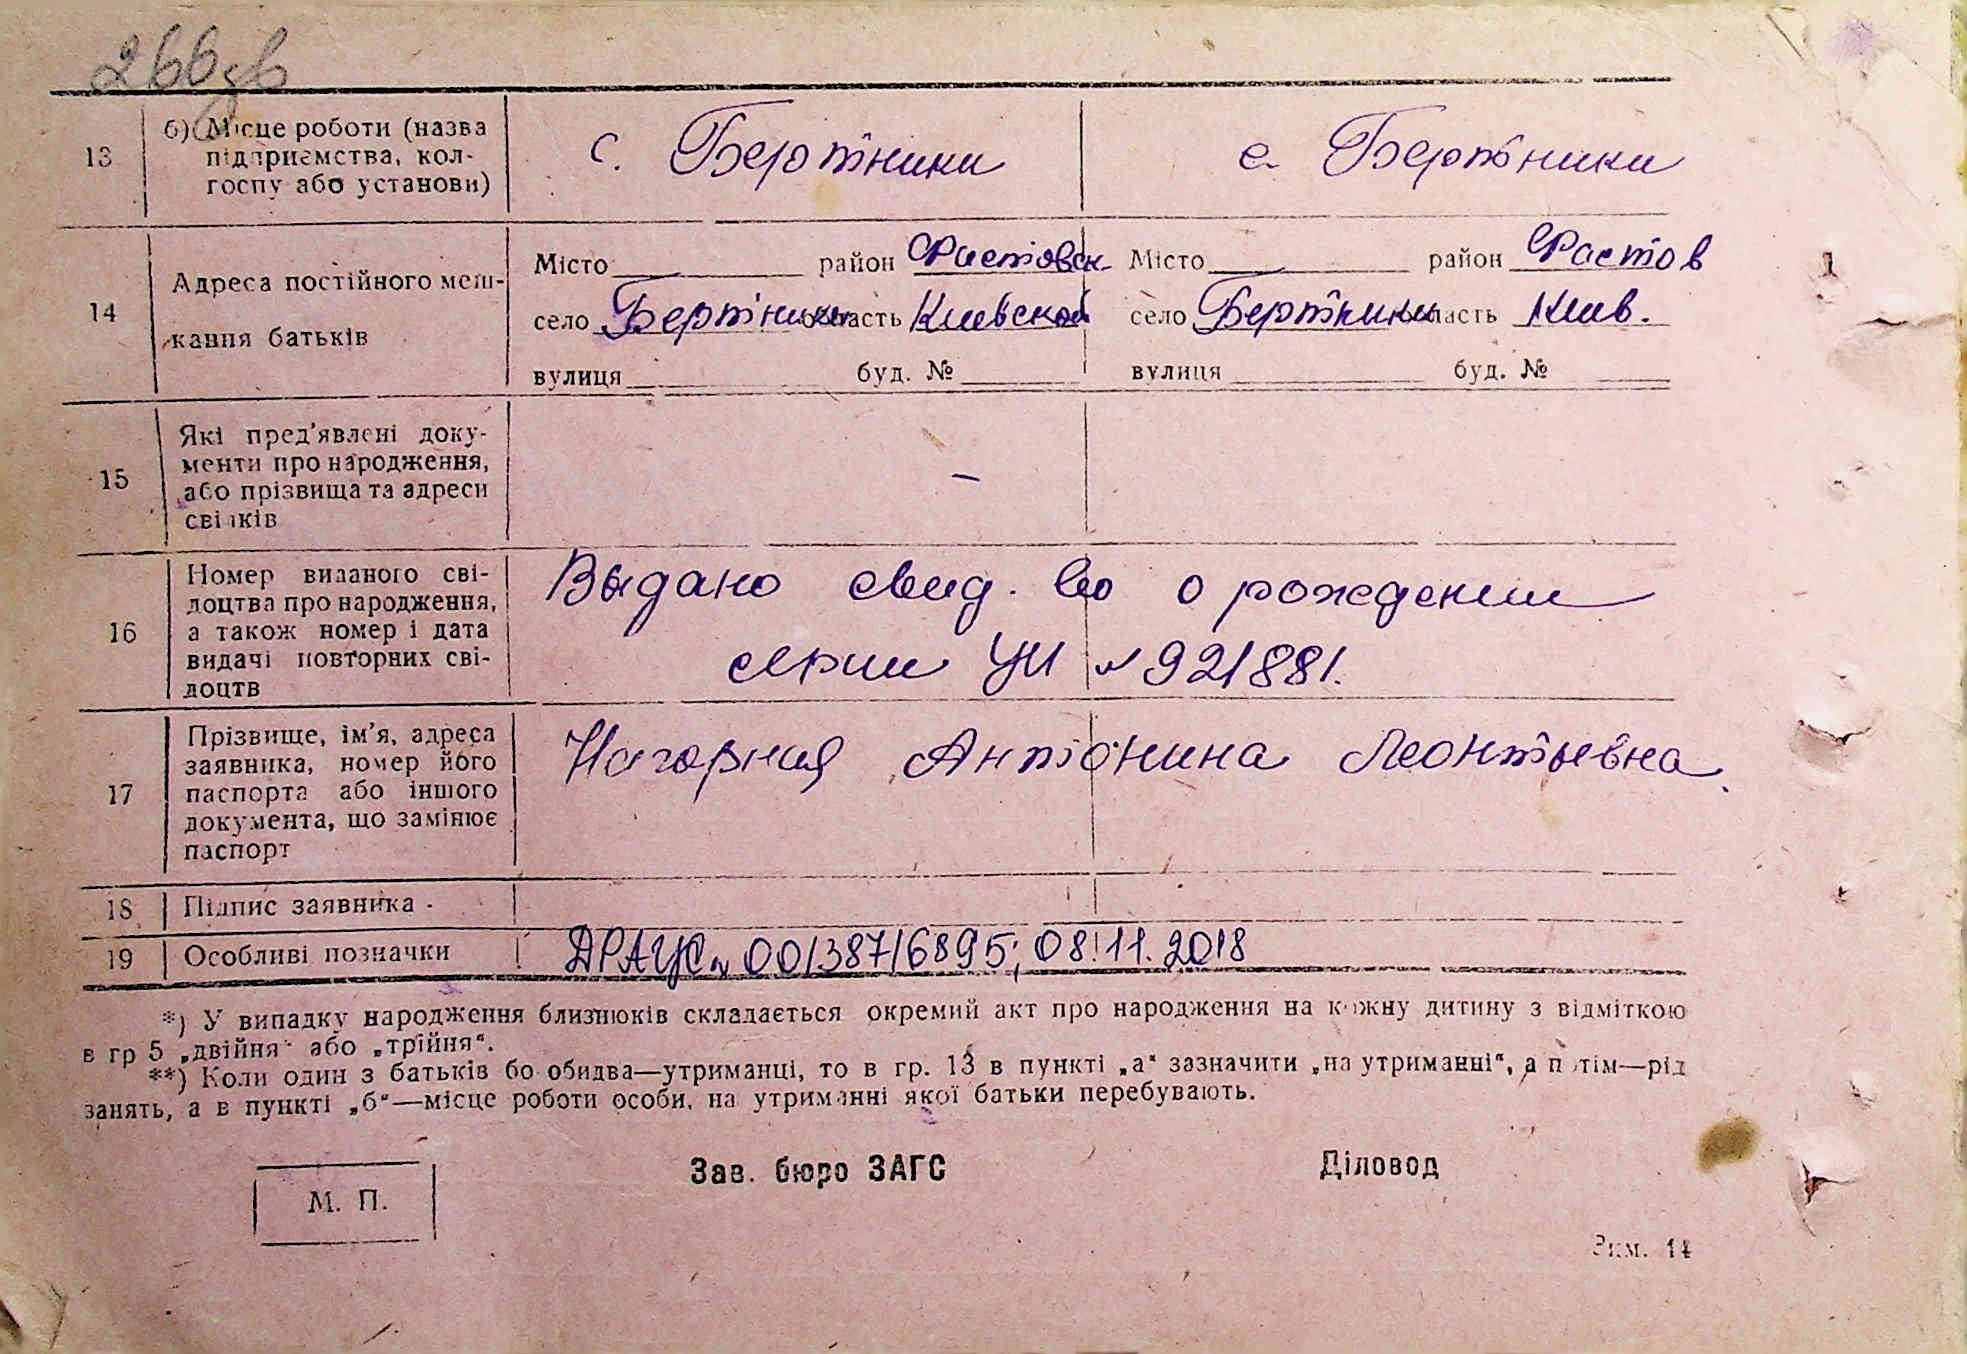 266зв
13 б) Місце роботи (назва
підприємства, кол-
госпу або установи)
с. Бертники с. Бертники
14 Адреса постійного меш-
кання батьків
Місто район Фастовск. Місто район Фастов
село Бертники область Киевской село Бертники область Киев.
вулиця буд. № вулиця буд. №
15 Які пред'явлені доку-
менти про народження,
або прізвища та адреси
свідків
–
16 Номер виданого сві-
доцтва про народження,
а також номер і дата
видачі повторних сві-
доцтв
Выдано свид. во о рождении
серии УИ № 921881.
17 Прізвище, ім'я, адреса
заявника, номер його
паспорта або іншого
документа, що замінює
паспорт
Нагорная Антонина Леонтьевна.
18 Підпис заявника
19 Особливі позначки ДРАЦС № 00138716895; 08.11.2018
*) У випадку народження близнюків складається окремий акт про народження на кожну дитину з відміткою
в гр 5 „двійня“ або „трійня“.
**) Коли один з батьків бо обидва—утриманці, то в гр. 13 в пункті „а“ зазначити „на утриманні“, а потім—рід
занять, а в пункті „б“—місце роботи особи, на утриманні якої батьки перебувають.
Зав. бюро ЗАГС Діловод
М. П.
Зам. 14